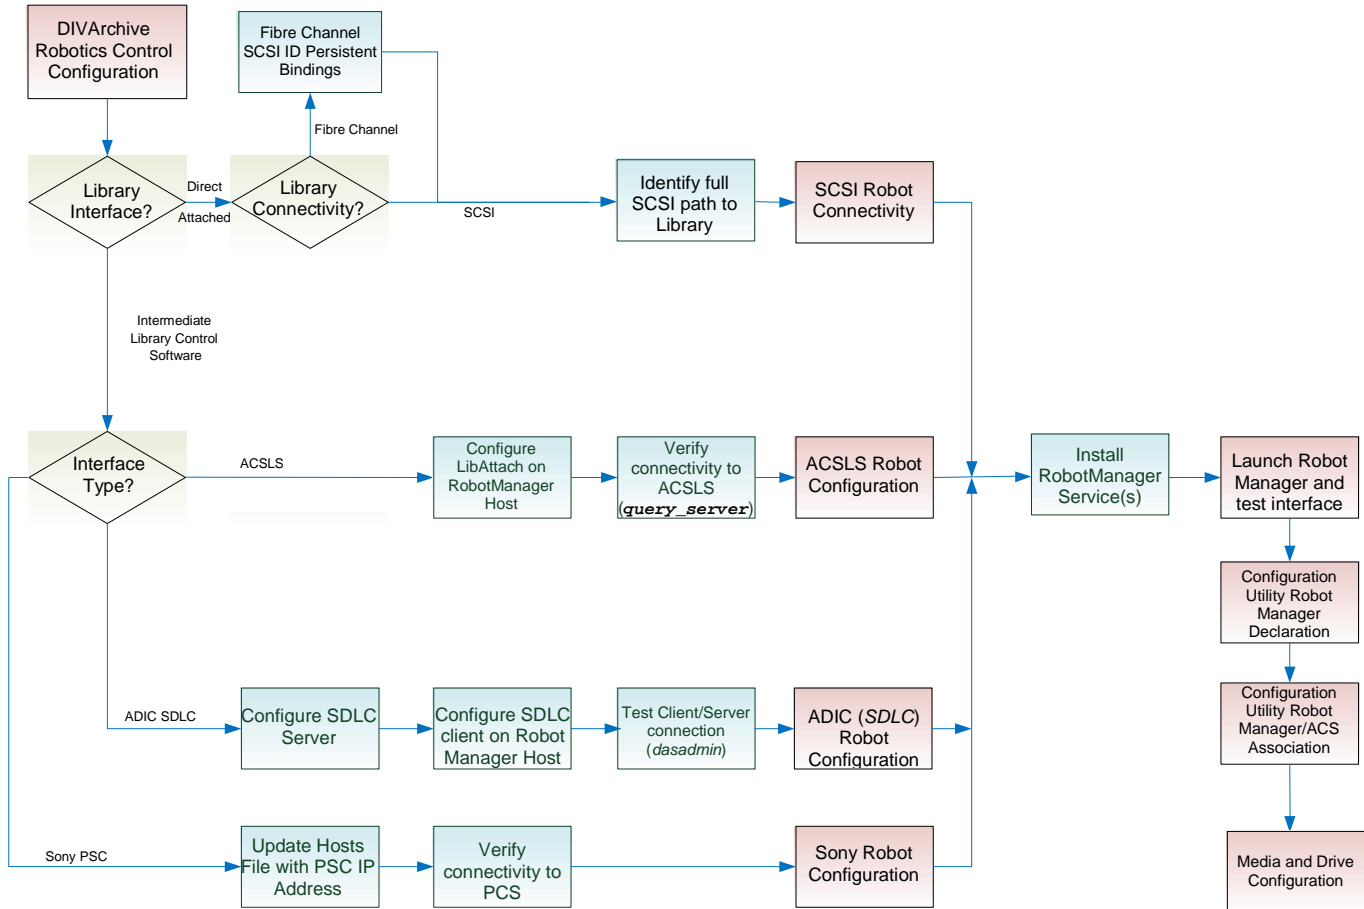 DIVArchive
Robotics Control
Configuration
Fibre Channel
SCSI ID Persistent
Bindings
Fibre Channel
Library
Interface?
Direct
Attached
Library
Connectivity?
SCSI
Identify full
SCSI path to
Library
SCSI Robot
Connectivity
Intermediate
Library Control
Software
Interface
Type?
ACSLS
Configure
LibAttach on
RobotManager
Host
Verify
connectivity to
ACSLS
(query_server)
ACSLS Robot
Configuration
Install
RobotManager
Service(s)
Launch Robot
Manager and
test interface
Configuration
Utility Robot
Manager
Declaration
Configuration
Utility Robot
Manager/ACS
Association
Media and Drive
Configuration
ADIC SDLC
Configure SDLC
Server
Configure SDLC
client on Robot
Manager Host
Test Client/Server
connection
(dasadmin)
ADIC (SDLC)
Robot
Configuration
Sony PSC
Update Hosts
File with PSC IP
Address
Verify
connectivity to
PCS
Sony Robot
Configuration